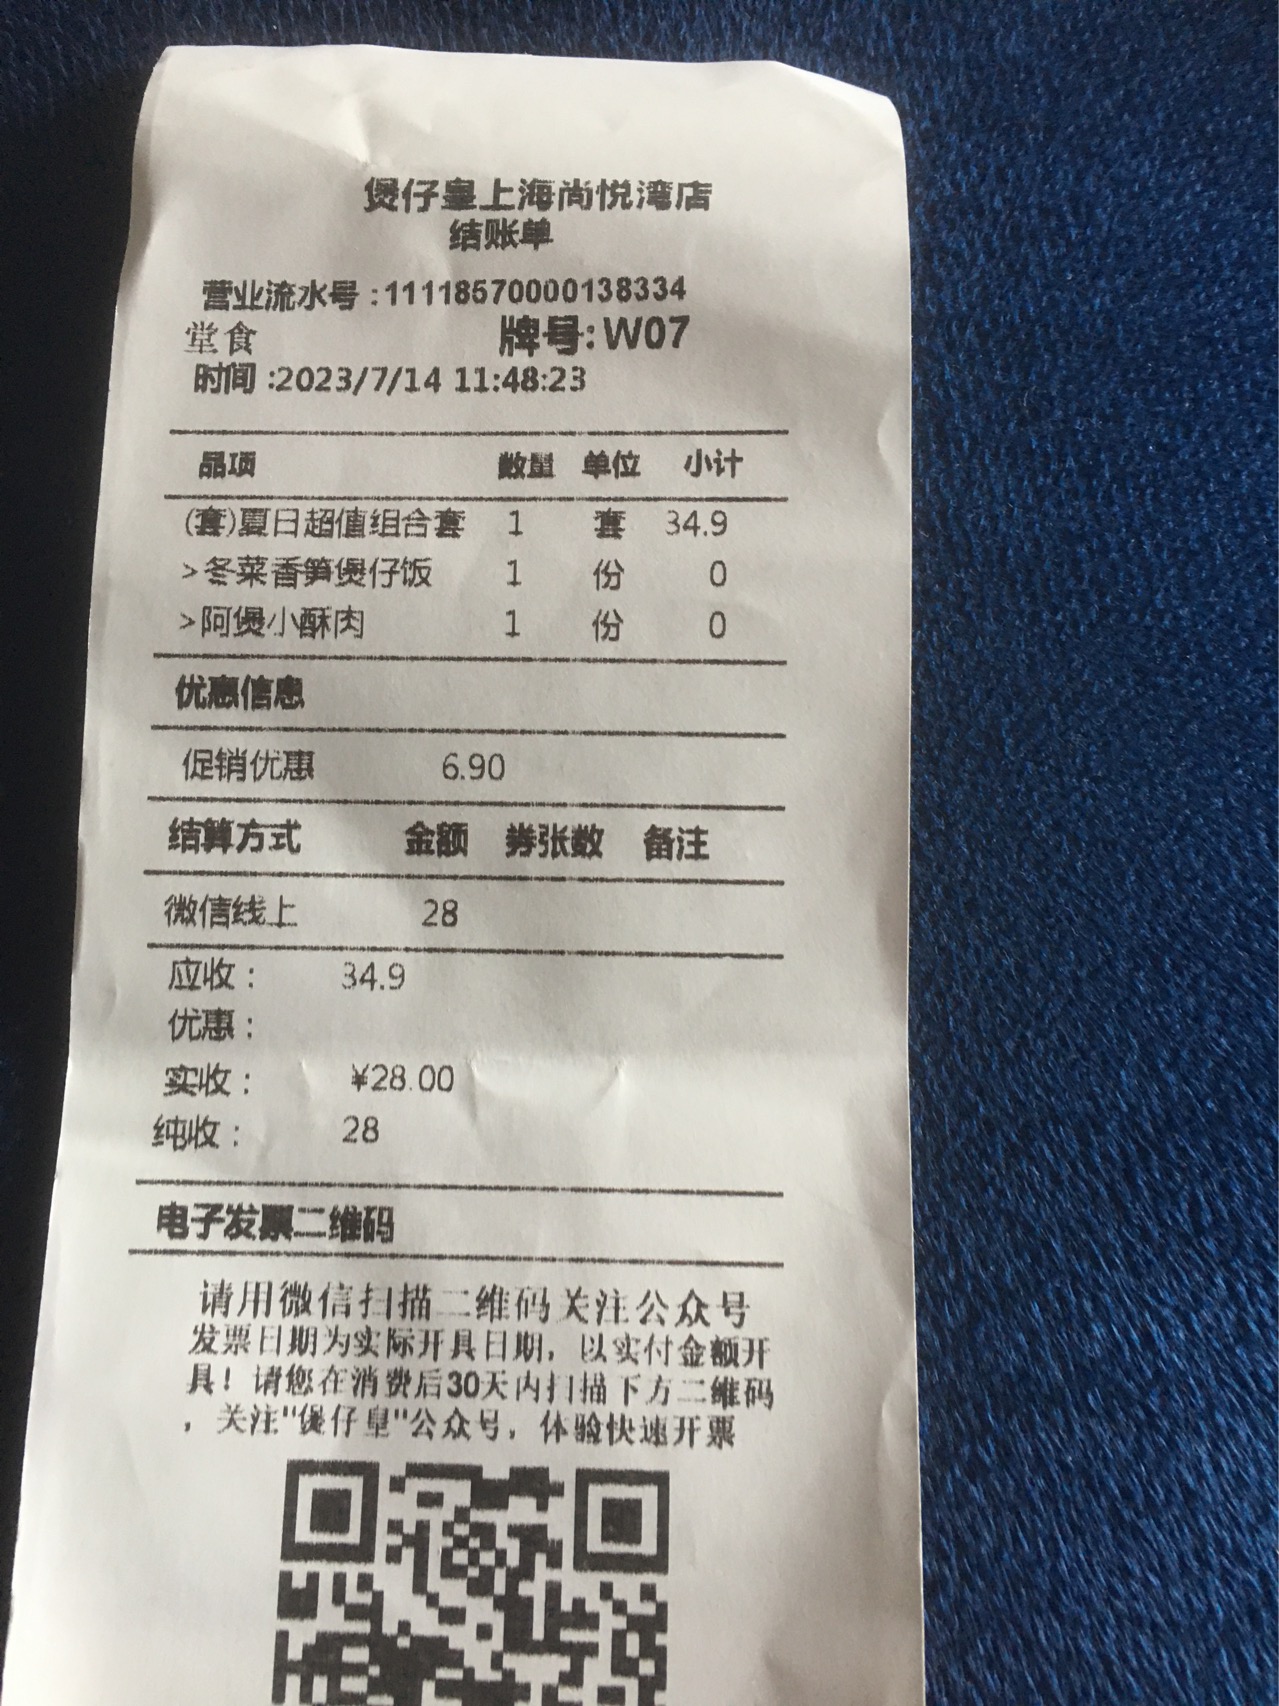 煲仔皇上海尚悦湾店
结账单
营业流水号:11118570000138334
堂食 牌号:W07
时间:2023/7/14 11:48:23
品项 数量 单位 小计
(套)夏日超值组合套 1 套 34.9
>冬菜香笋煲仔饭 1 份 0
>阿煲小酥肉 1 份 0
优惠信息
促销优惠 6.90
结算方式 金额 券张数 备注
微信线上 28
应收： 34.9
优惠：
实收： ¥28.00
纯收： 28
电子发票二维码
请用微信扫描二维码关注公众号
发票日期为实际开具日期，以实付金额开
具！请您在消费后30天内扫描下方二维码
，关注"煲仔皇"公众号，体验快速开票